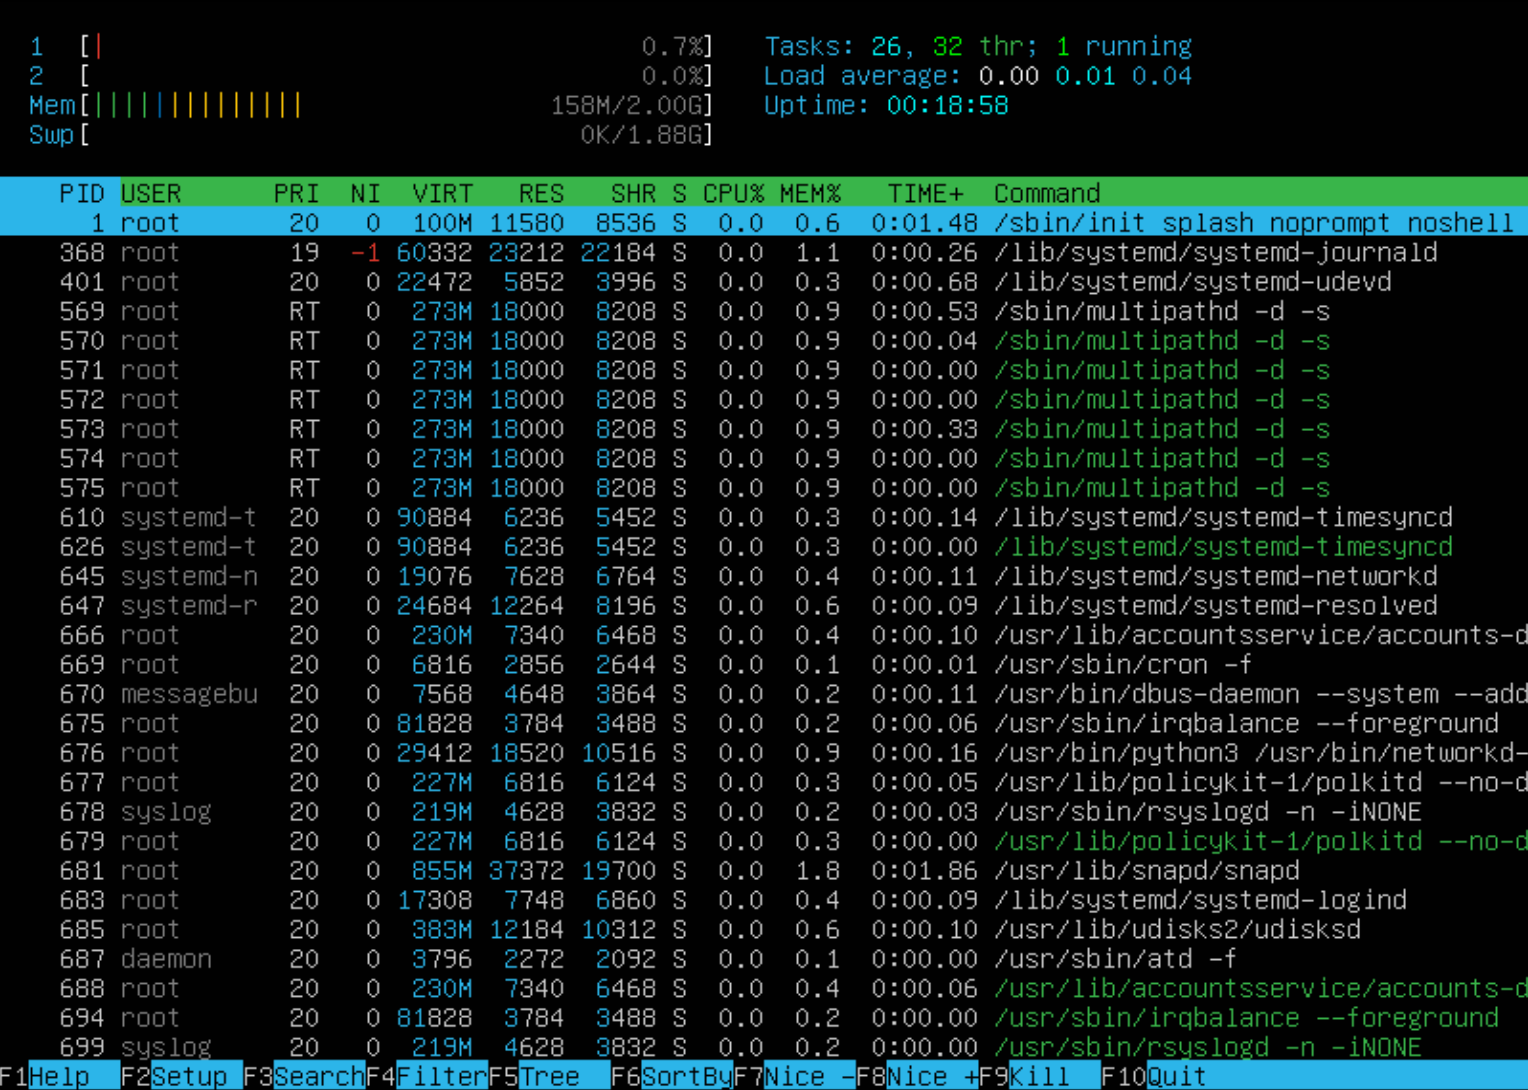 1 [| 0.7%] Tasks: 26, 32 thr; 1 running
2 [ 0.0%] Load average: 0.00 0.01 0.04
Mem[|||||||||||||| 158M/2.00G] Uptime: 00:18:58
Swp[ 0K/1.88G]
PID USER PRI NI VIRT RES SHR S CPU% MEM% TIME+ Command
1 root 20 0 100M 11580 8536 S 0.0 0.6 0:01.48 /sbin/init splash noprompt noshell
368 root 19 -1 60332 23212 22184 S 0.0 1.1 0:00.26 /lib/systemd/systemd-journald
401 root 20 0 22472 5852 3996 S 0.0 0.3 0:00.68 /lib/systemd/systemd-udevd
569 root RT 0 273M 18000 8208 S 0.0 0.9 0:00.53 /sbin/multipathd -d -s
570 root RT 0 273M 18000 8208 S 0.0 0.9 0:00.04 /sbin/multipathd -d -s
571 root RT 0 273M 18000 8208 S 0.0 0.9 0:00.00 /sbin/multipathd -d -s
572 root RT 0 273M 18000 8208 S 0.0 0.9 0:00.00 /sbin/multipathd -d -s
573 root RT 0 273M 18000 8208 S 0.0 0.9 0:00.33 /sbin/multipathd -d -s
574 root RT 0 273M 18000 8208 S 0.0 0.9 0:00.00 /sbin/multipathd -d -s
575 root RT 0 273M 18000 8208 S 0.0 0.9 0:00.00 /sbin/multipathd -d -s
610 systemd-t 20 0 90884 6236 5452 S 0.0 0.3 0:00.14 /lib/systemd/systemd-timesyncd
626 systemd-t 20 0 90884 6236 5452 S 0.0 0.3 0:00.00 /lib/systemd/systemd-timesyncd
645 systemd-n 20 0 19076 7628 6764 S 0.0 0.4 0:00.11 /lib/systemd/systemd-networkd
647 systemd-r 20 0 24684 12264 8196 S 0.0 0.6 0:00.09 /lib/systemd/systemd-resolved
666 root 20 0 230M 7340 6468 S 0.0 0.4 0:00.10 /usr/lib/accountsservice/accounts-d
669 root 20 0 6816 2856 2644 S 0.0 0.1 0:00.01 /usr/sbin/cron -f
670 messagebu 20 0 7568 4648 3864 S 0.0 0.2 0:00.11 /usr/bin/dbus-daemon --system --add
675 root 20 0 81828 3784 3488 S 0.0 0.2 0:00.06 /usr/sbin/irqbalance --foreground
676 root 20 0 29412 18520 10516 S 0.0 0.9 0:00.16 /usr/bin/python3 /usr/bin/networkd-
677 root 20 0 227M 6816 6124 S 0.0 0.3 0:00.05 /usr/lib/policykit-1/polkitd --no-d
678 syslog 20 0 219M 4628 3832 S 0.0 0.2 0:00.03 /usr/sbin/rsyslogd -n -iNONE
679 root 20 0 227M 6816 6124 S 0.0 0.3 0:00.00 /usr/lib/policykit-1/polkitd --no-d
681 root 20 0 855M 37372 19700 S 0.0 1.8 0:01.86 /usr/lib/snapd/snapd
683 root 20 0 17308 7748 6860 S 0.0 0.4 0:00.09 /lib/systemd/systemd-logind
685 root 20 0 383M 12184 10312 S 0.0 0.6 0:00.10 /usr/lib/udisks2/udisksd
687 daemon 20 0 3796 2272 2092 S 0.0 0.1 0:00.00 /usr/sbin/atd -f
688 root 20 0 230M 7340 6468 S 0.0 0.4 0:00.06 /usr/lib/accountsservice/accounts-d
694 root 20 0 81828 3784 3488 S 0.0 0.2 0:00.00 /usr/sbin/irqbalance --foreground
699 syslog 20 0 219M 4628 3832 S 0.0 0.2 0:00.00 /usr/sbin/rsyslogd -n -iNONE
F1Help F2Setup F3SearchF4FilterF5Tree F6SortByF7Nice -F8Nice +F9Kill F10Quit